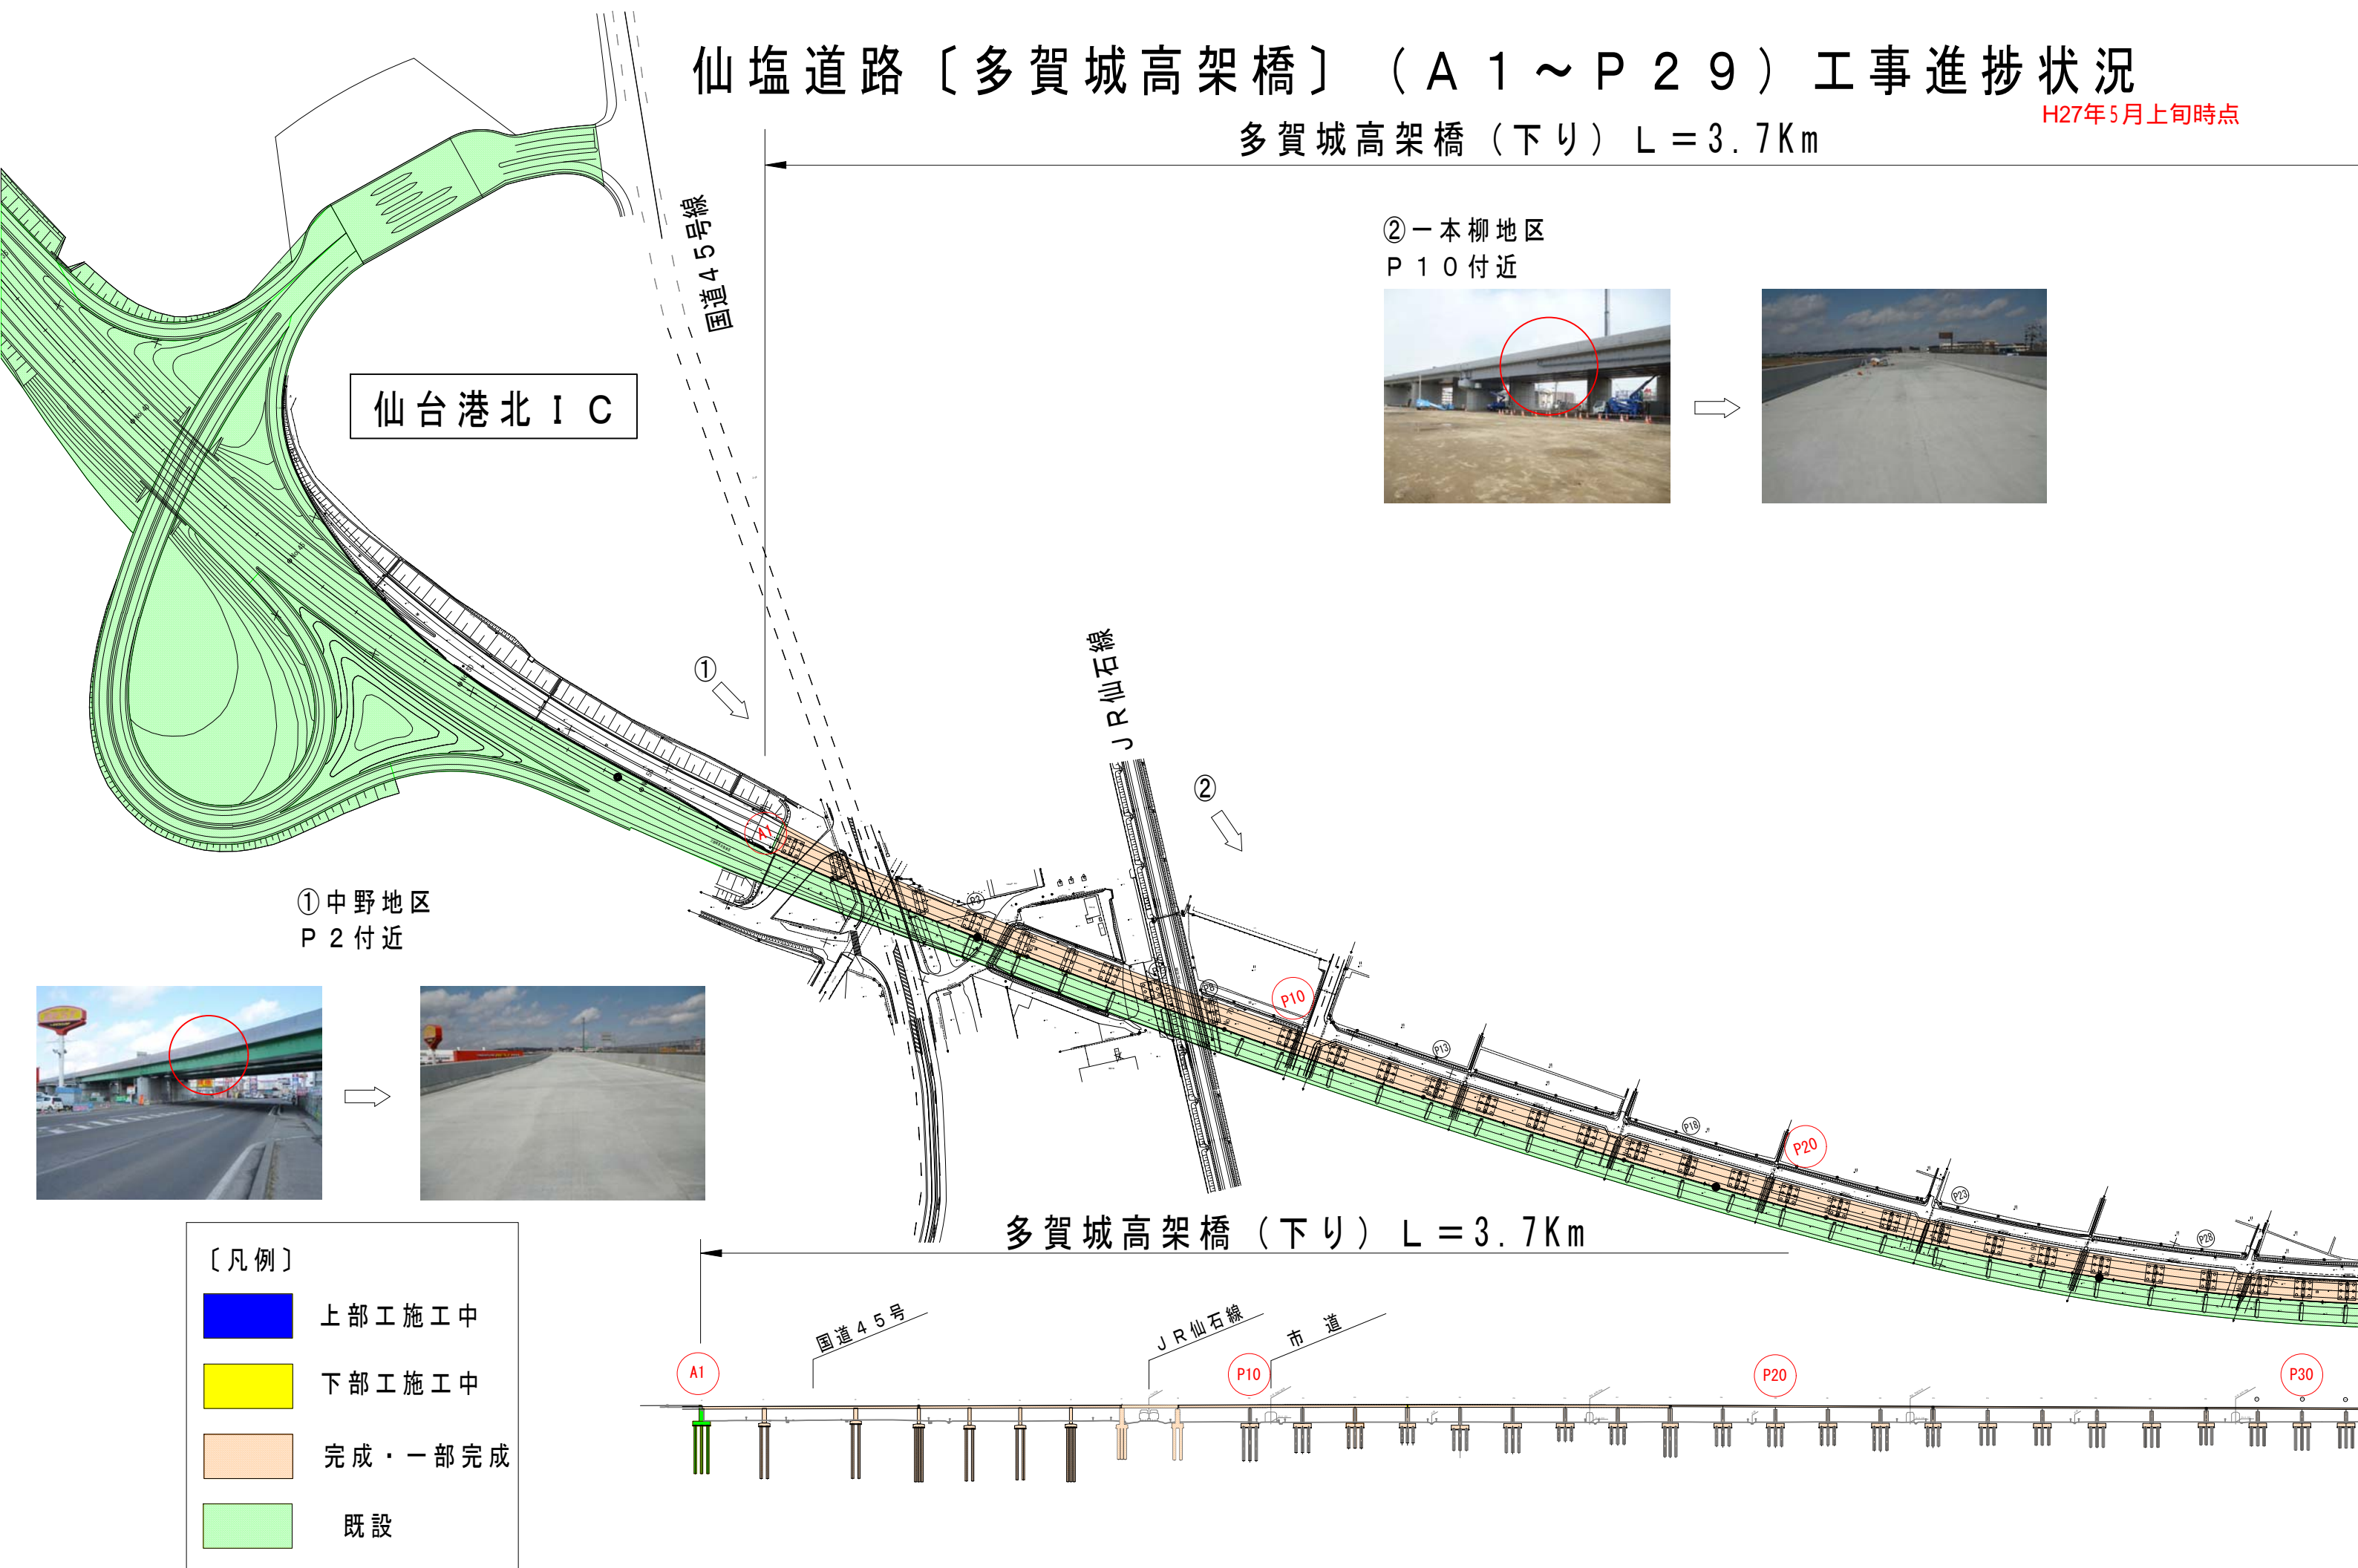 仙塩道路〔多賀城高架橋〕（Ａ１～Ｐ２９）工事進捗状況
H27年5月上旬時点
多賀城高架橋（下り）Ｌ＝3.7Km
国道４５号線
②一本柳地区
Ｐ１０付近
仙台港北ＩＣ
①
ＪＲ仙石線
②
A1
①中野地区
Ｐ２付近
P3
P8
P10
P13
P18
P20
P23
P28
多賀城高架橋（下り）Ｌ＝3.7Km
〔凡例〕
上部工施工中
下部工施工中
完成・一部完成
既設
国道４５号
ＪＲ仙石線
市道
A1
P10
P20
P30